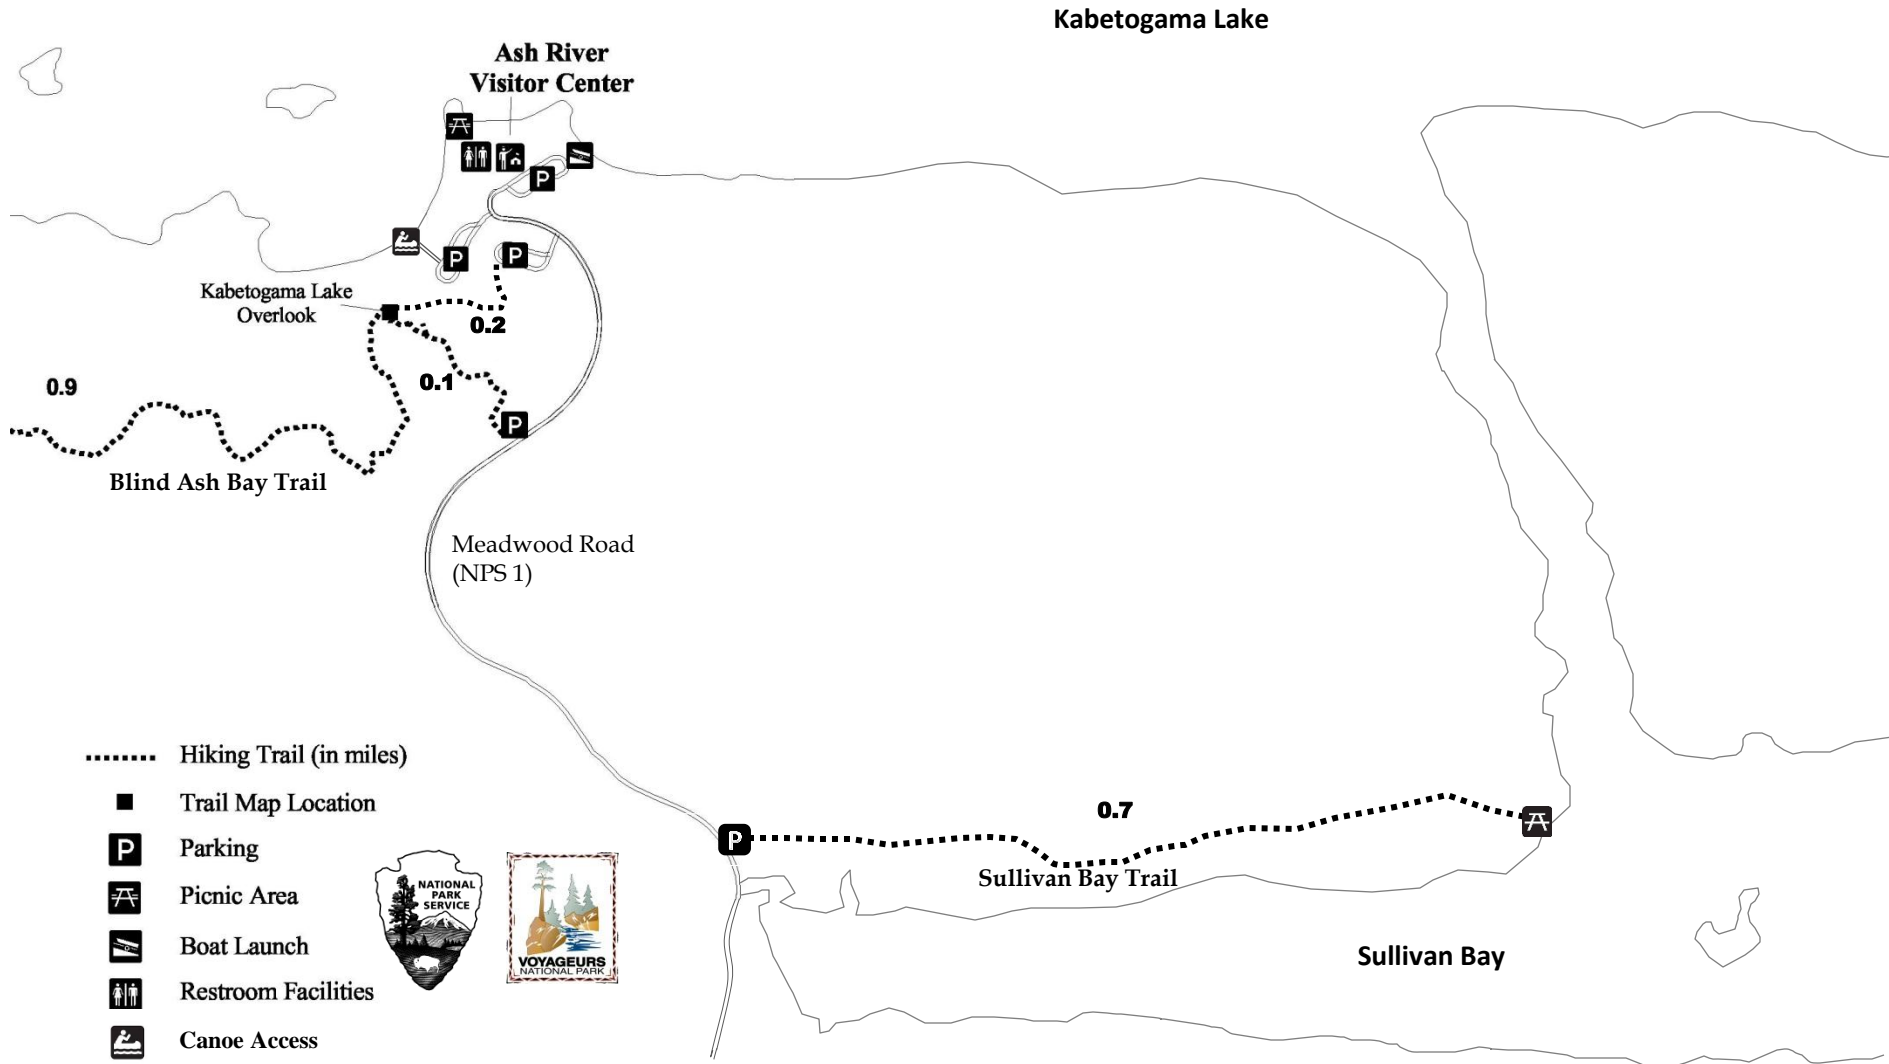 Kabetogama Lake
Ash River
Visitor Center
P
P
P
Kabetogama Lake
Overlook
0.2
0.1
0.9
P
Blind Ash Bay Trail
Meadwood Road
(NPS 1)
Hiking Trail (in miles)
Trail Map Location
P
Parking
Picnic Area
Boat Launch
Restroom Facilities
Canoe Access
NATIONAL
PARK
SERVICE
VOYAGEURS
NATIONAL PARK
P
0.7
Sullivan Bay Trail
Sullivan Bay